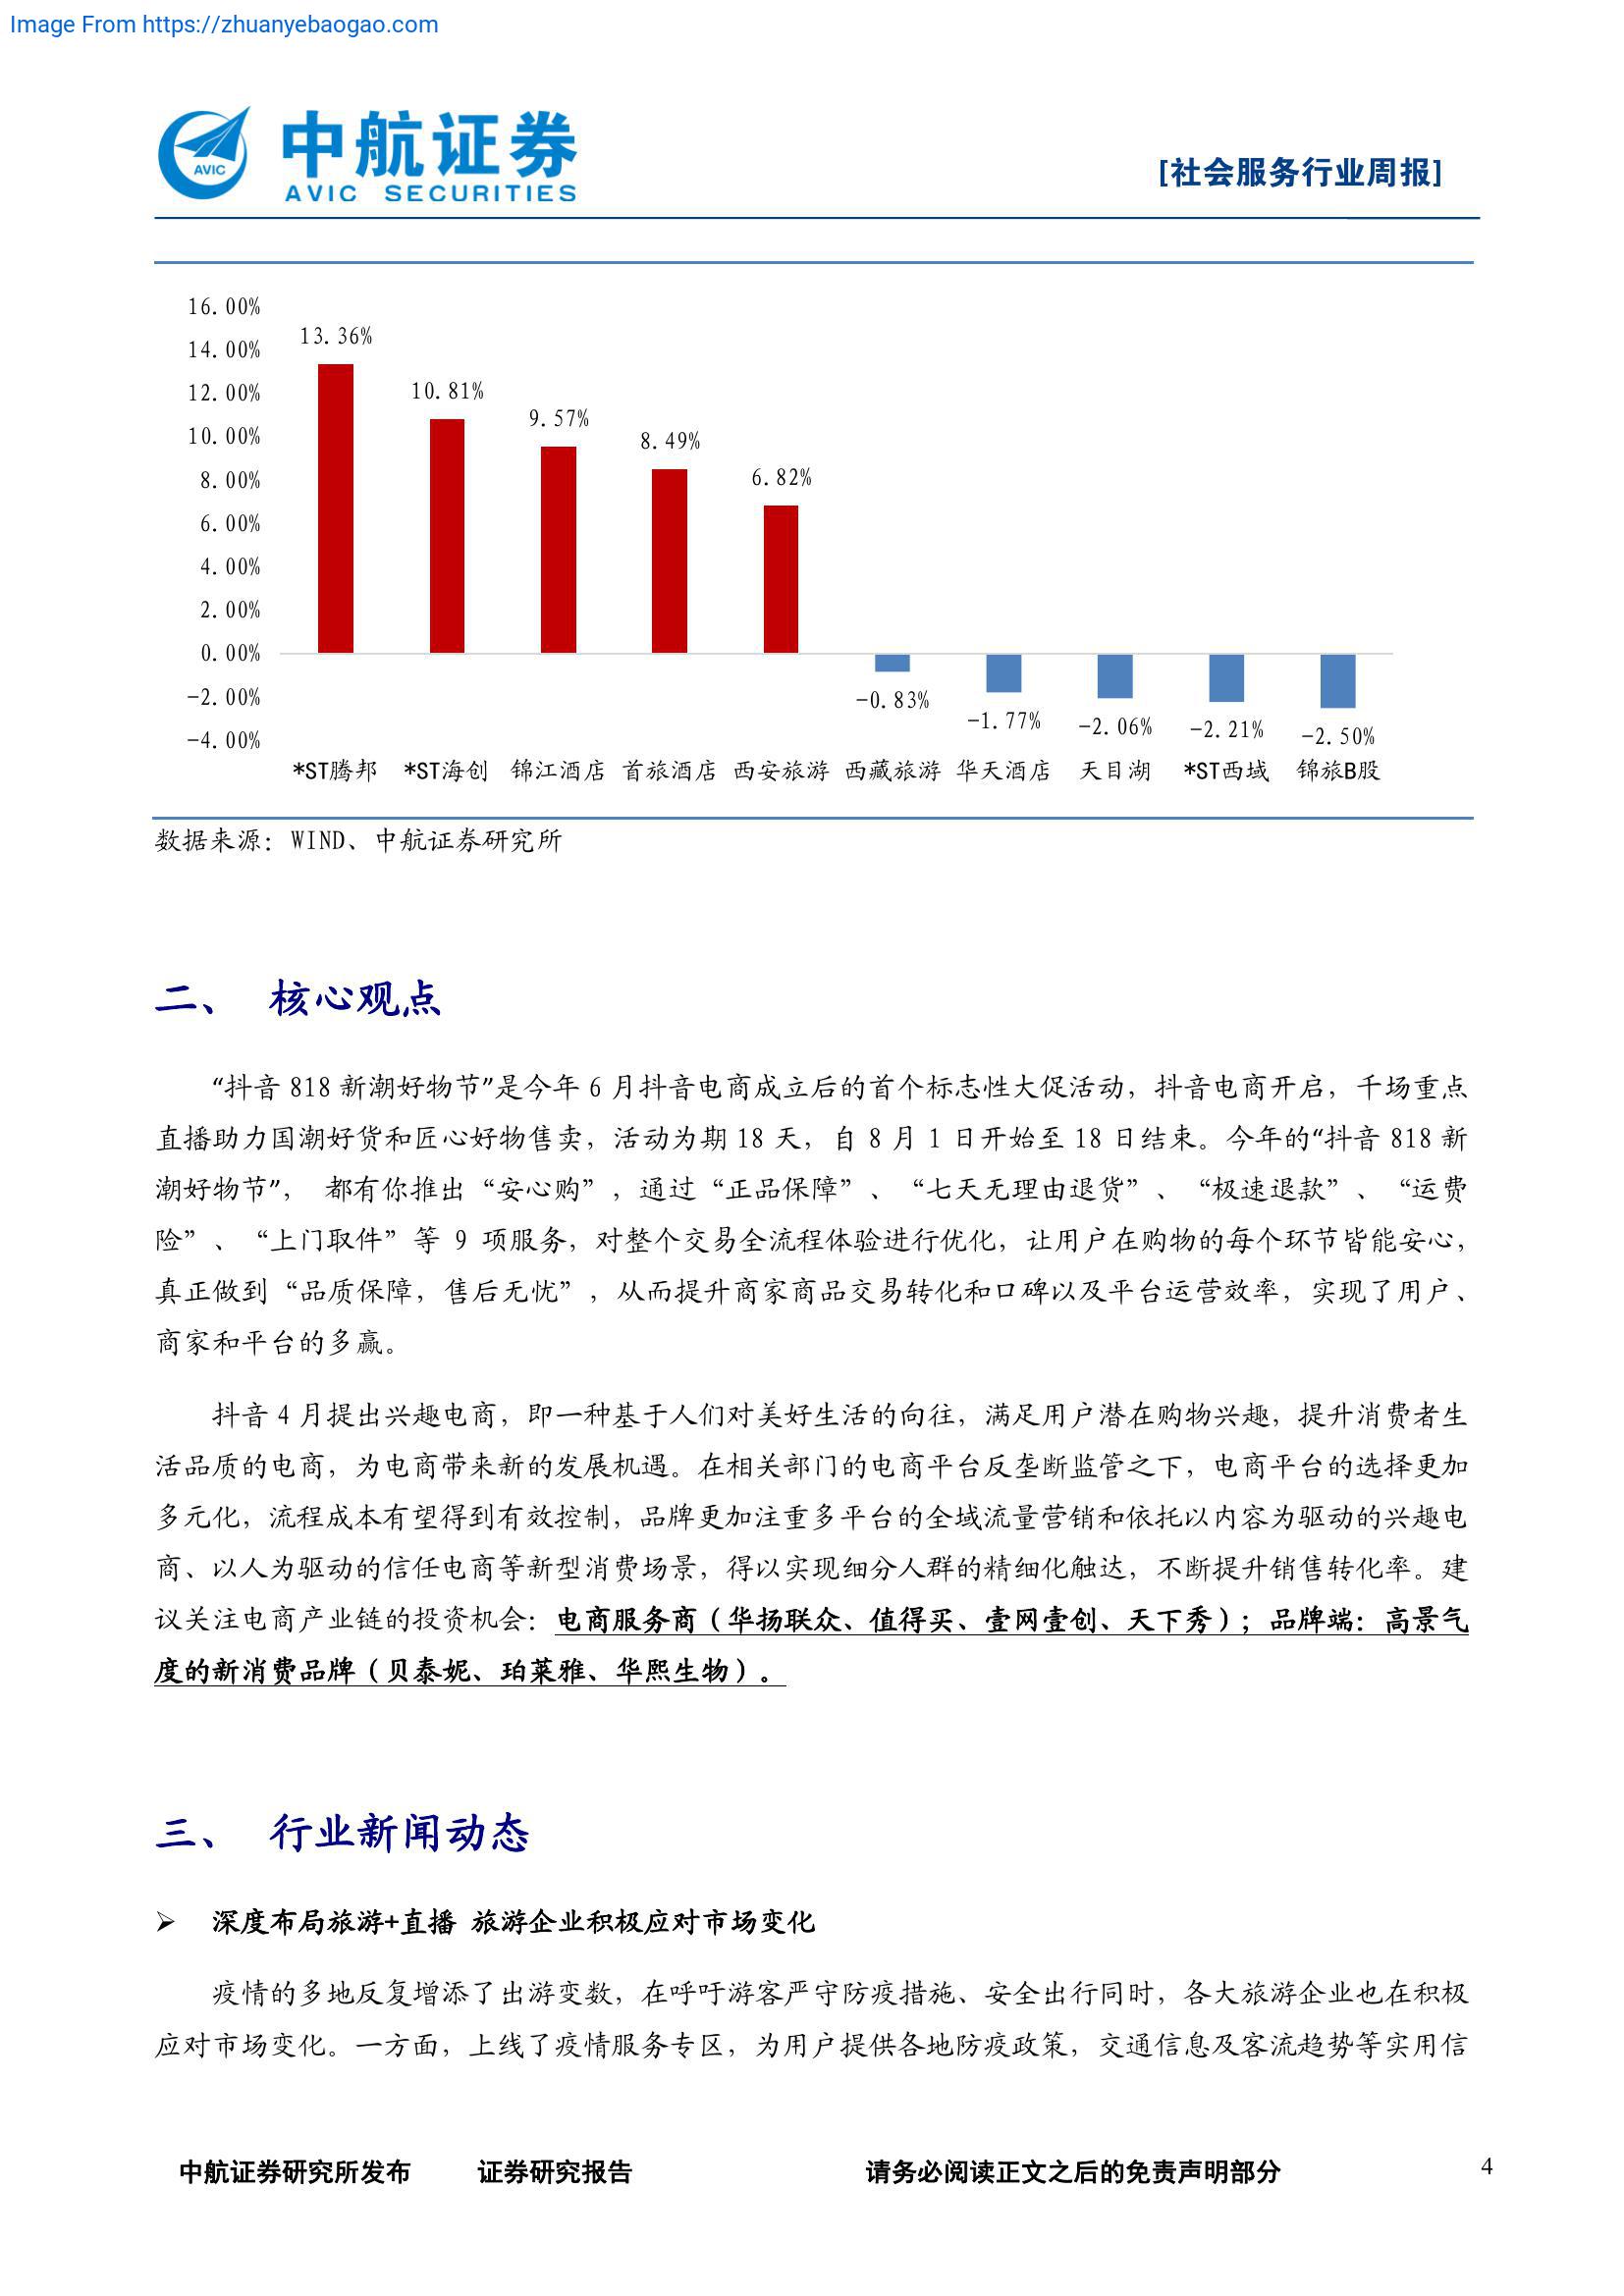 Image From https://zhuanyebaogao.com
AVIC
中航证券
AVIC SECURITIES
[社会服务行业周报]
16.00%
14.00%
12.00%
10.00%
8.00%
6.00%
4.00%
2.00%
0.00%
-2.00%
-4.00%
13.36%
10.81%
9.57%
8.49%
6.82%
-0.83%
-1.77%
-2.06%
-2.21%
-2.50%
*ST腾邦 *ST海创 锦江酒店 首旅酒店 西安旅游 西藏旅游 华天酒店 天目湖 *ST西域 锦旅B股
数据来源：WIND、中航证券研究所
二、 核心观点
“抖音 818 新潮好物节”是今年 6 月抖音电商成立后的首个标志性大促活动，抖音电商开启，千场重点
直播助力国潮好货和匠心好物售卖，活动为期 18 天，自 8 月 1 日开始至 18 日结束。今年的“抖音 818 新
潮好物节”， 都有你推出“安心购”，通过“正品保障”、“七天无理由退货”、“极速退款”、“运费
险”、“上门取件”等 9 项服务，对整个交易全流程体验进行优化，让用户在购物的每个环节皆能安心，
真正做到“品质保障，售后无忧”，从而提升商家商品交易转化和口碑以及平台运营效率，实现了用户、
商家和平台的多赢。
抖音 4 月提出兴趣电商，即一种基于人们对美好生活的向往，满足用户潜在购物兴趣，提升消费者生
活品质的电商，为电商带来新的发展机遇。在相关部门的电商平台反垄断监管之下，电商平台的选择更加
多元化，流程成本有望得到有效控制，品牌更加注重多平台的全域流量营销和依托以内容为驱动的兴趣电
商、以人为驱动的信任电商等新型消费场景，得以实现细分人群的精细化触达，不断提升销售转化率。建
议关注电商产业链的投资机会：电商服务商（华扬联众、值得买、壹网壹创、天下秀）；品牌端：高景气
度的新消费品牌（贝泰妮、珀莱雅、华熙生物）。
三、 行业新闻动态
➢ 深度布局旅游+直播 旅游企业积极应对市场变化
疫情的多地反复增添了出游变数，在呼吁游客严守防疫措施、安全出行同时，各大旅游企业也在积极
应对市场变化。一方面，上线了疫情服务专区，为用户提供各地防疫政策，交通信息及客流趋势等实用信
中航证券研究所发布 证券研究报告 请务必阅读正文之后的免责声明部分 4